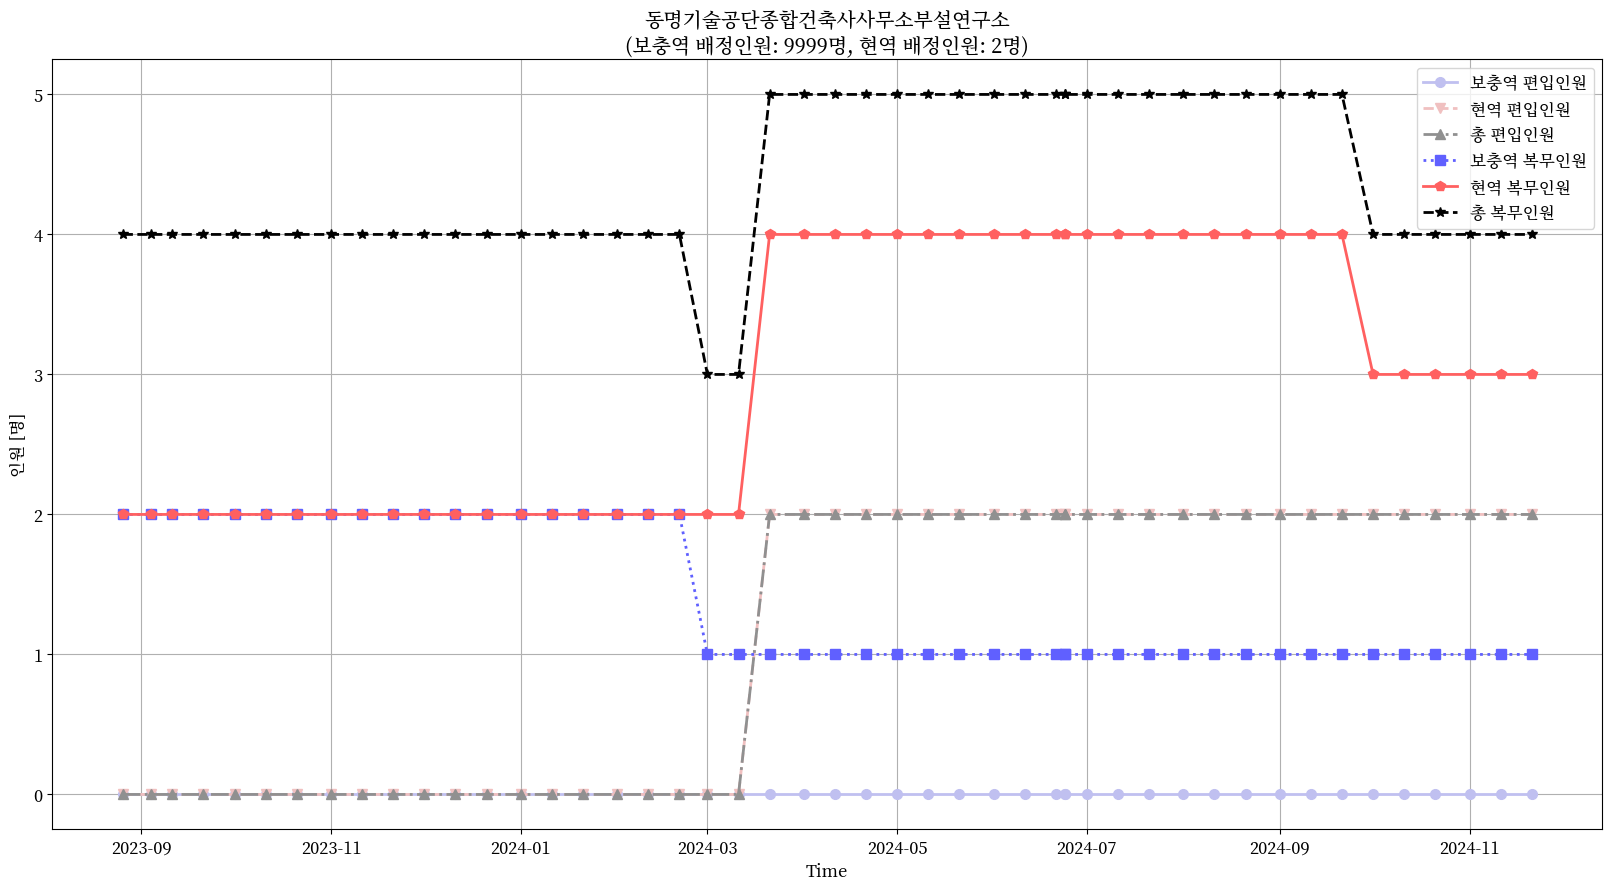 동명기술공단종합건축사사무소부설연구소
(보충역 배정인원: 9999명, 현역 배정인원: 2명)
보충역 편입인원
현역 편입인원
총 편입인원
보충역 복무인원
현역 복무인원
총 복무인원
인원 [명]
5
4
3
2
1
0
2023-09
2023-11
2024-01
2024-03
2024-05
2024-07
2024-09
2024-11
Time